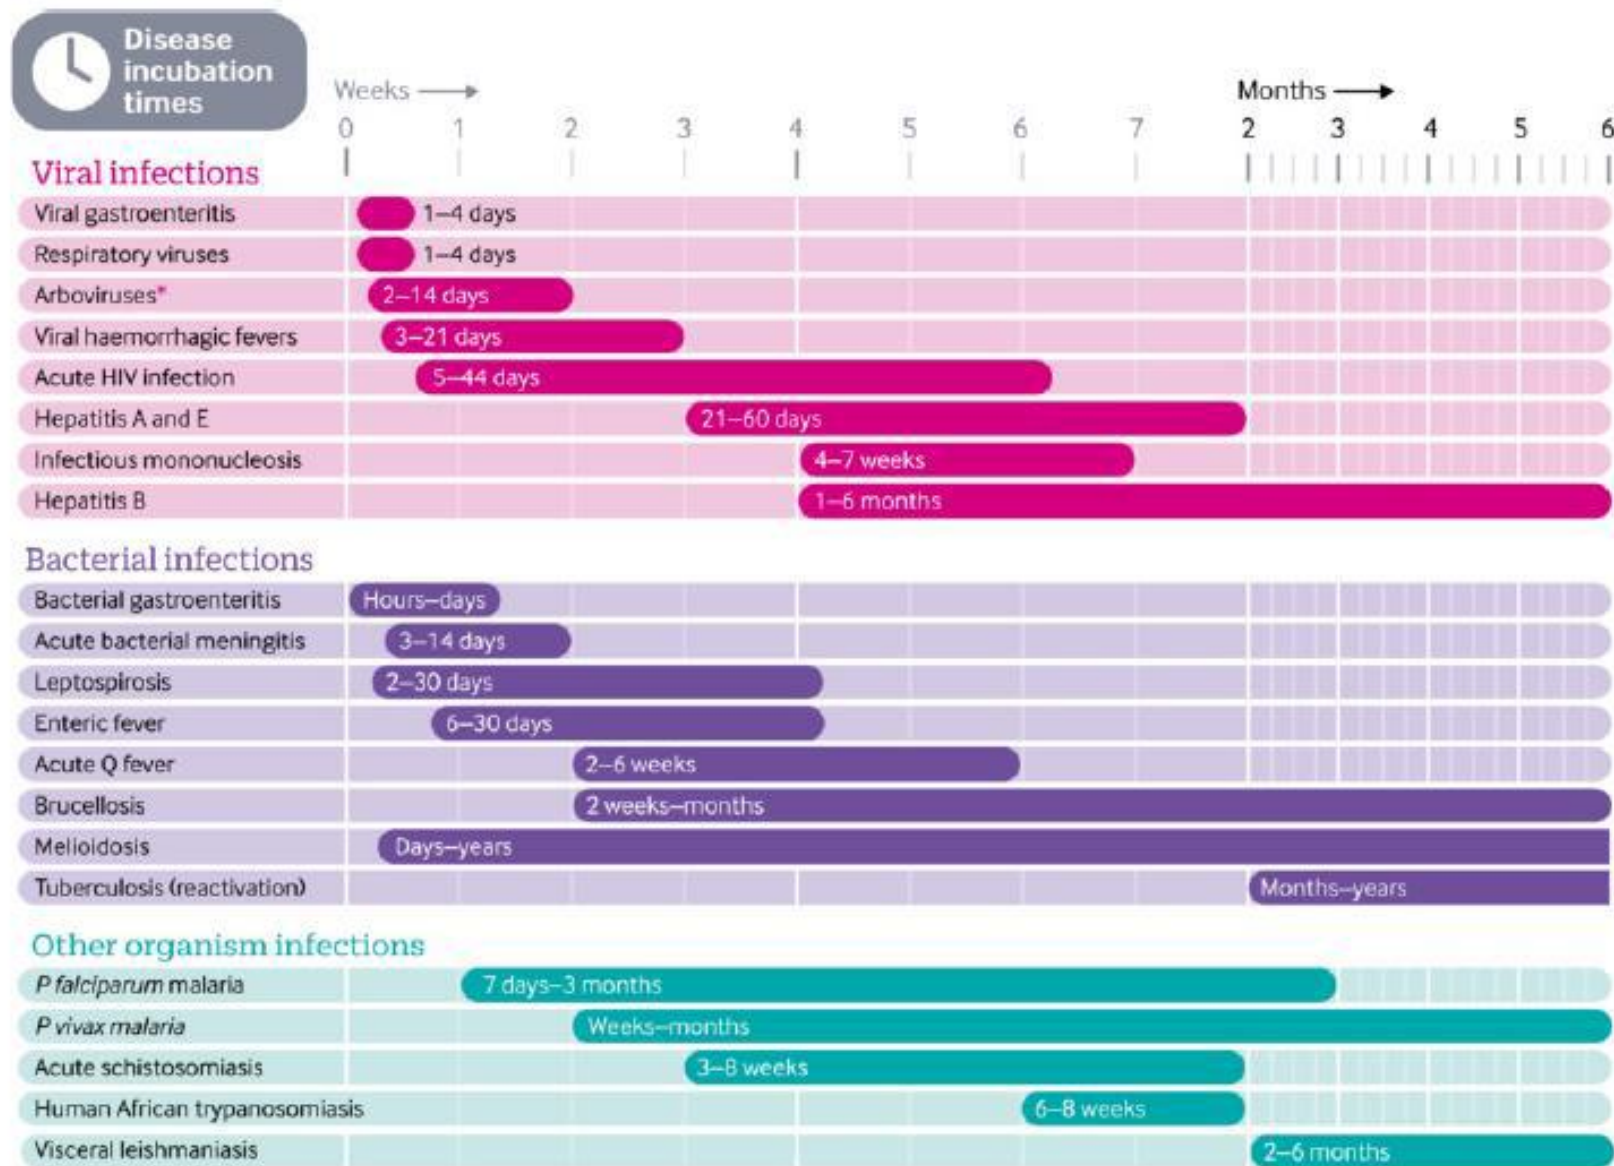 Disease
incubation
times
Weeks
Months
0 1 2 3 4 5 6 7 2 3 4 5 6
Viral infections
Viral gastroenteritis 1–4 days
Respiratory viruses 1–4 days
Arboviruses* 2–14 days
Viral haemorrhagic fevers 3–21 days
Acute HIV infection 5–44 days
Hepatitis A and E 21–60 days
Infectious mononucleosis 4–7 weeks
Hepatitis B 1–6 months
Bacterial infections
Bacterial gastroenteritis Hours–days
Acute bacterial meningitis 3–14 days
Leptospirosis 2–30 days
Enteric fever 6–30 days
Acute Q fever 2–6 weeks
Brucellosis 2 weeks–months
Melioidosis Days–years
Tuberculosis (reactivation) Months–years
Other organism infections
P falciparum malaria 7 days–3 months
P vivax malaria Weeks–months
Acute schistosomiasis 3–8 weeks
Human African trypanosomiasis 6–8 weeks
Visceral leishmaniasis 2–6 months